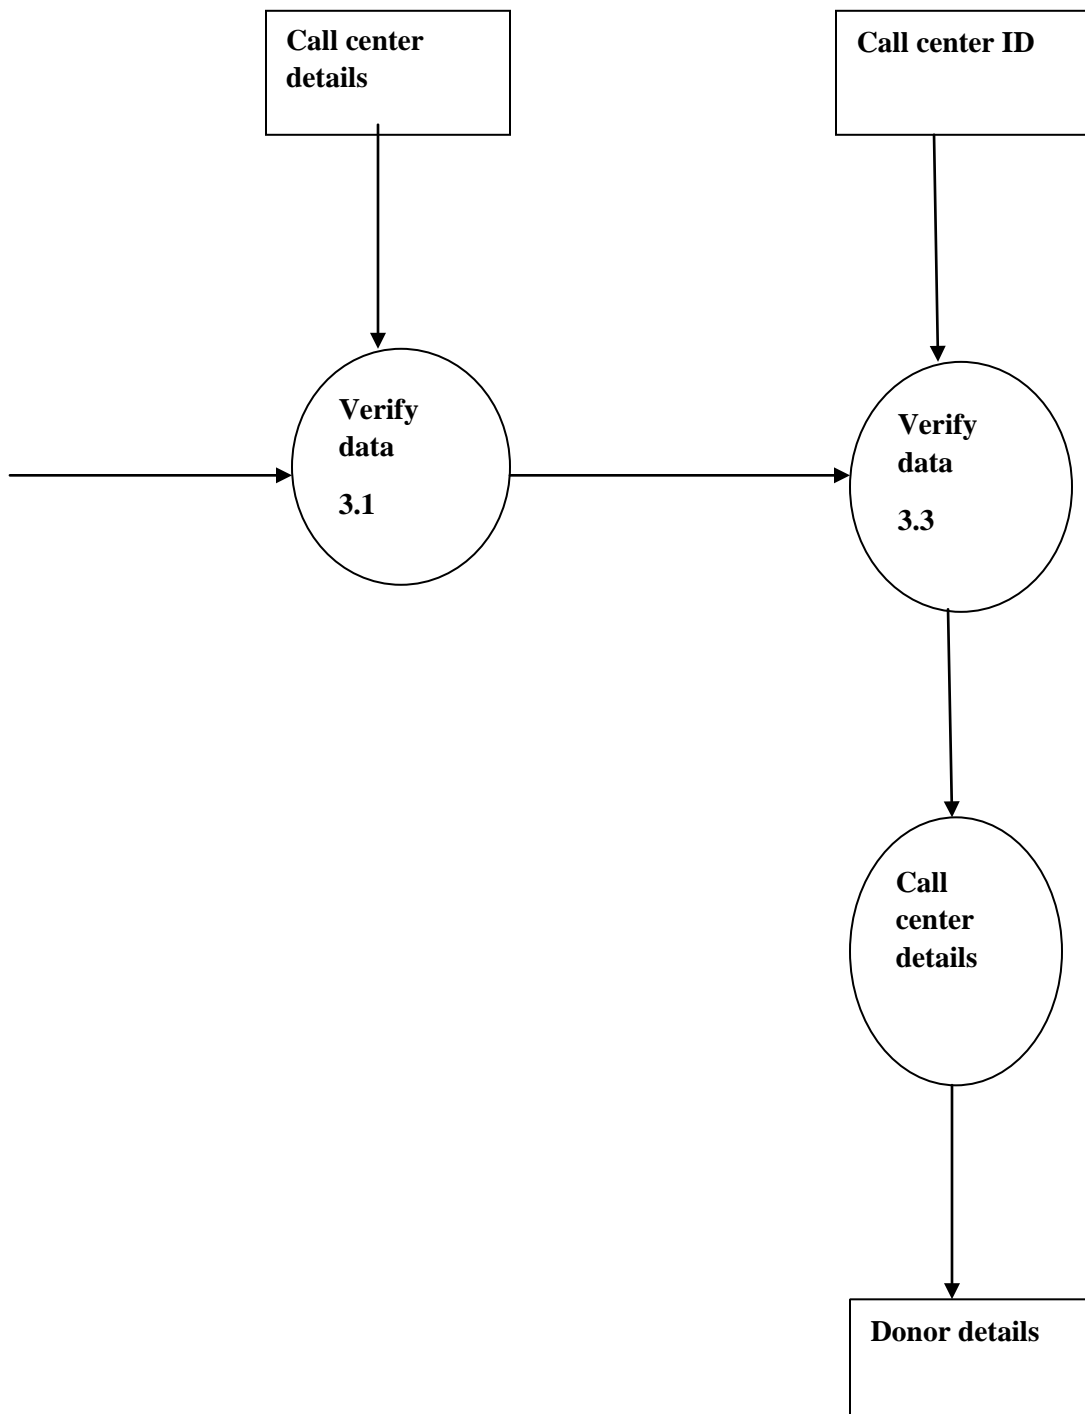 Call center
details
Call center ID
Verify
data
3.1
Verify
data
3.3
Call
center
details
Donor details